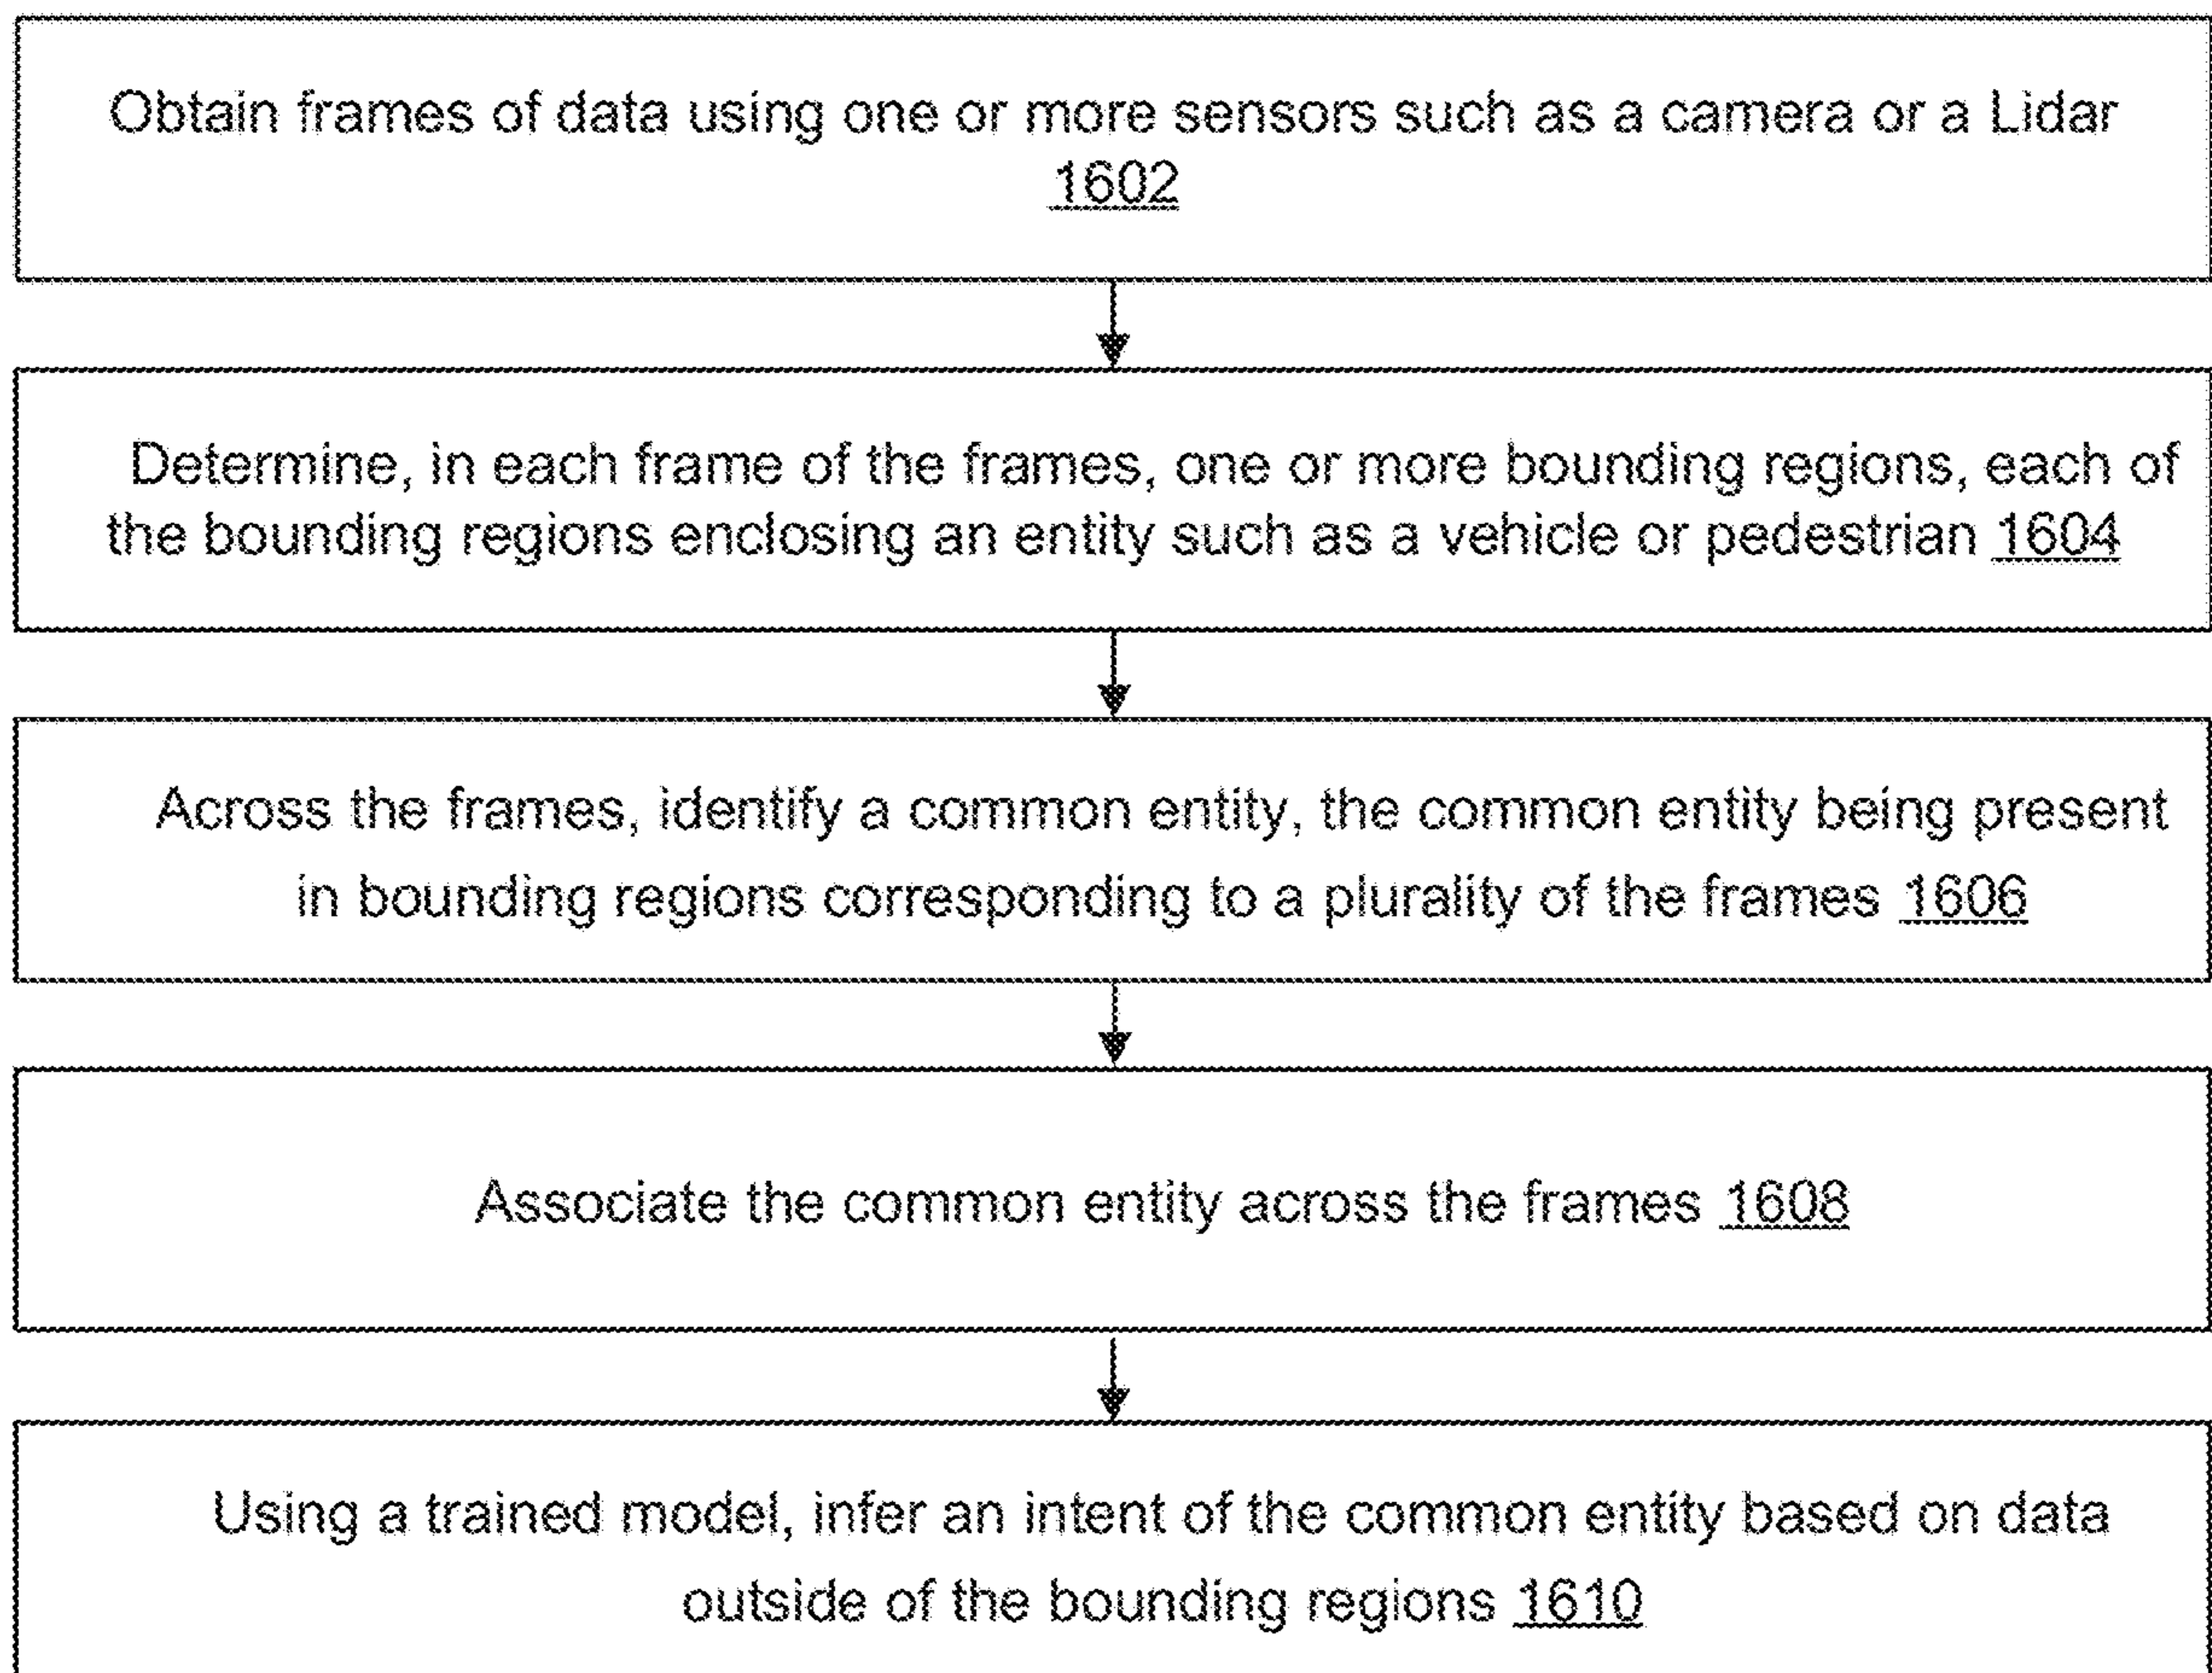 Obtain frames of data using one or more sensors such as a camera or a Lidar
1602
Determine, in each frame of the frames, one or more bounding regions, each of
the bounding regions enclosing an entity such as a vehicle or pedestrian 1604
Across the frames, identify a common entity, the common entity being present
in bounding regions corresponding to a plurality of the frames 1606
Associate the common entity across the frames 1608
Using a trained model, infer an intent of the common entity based on data
outside of the bounding regions 1610